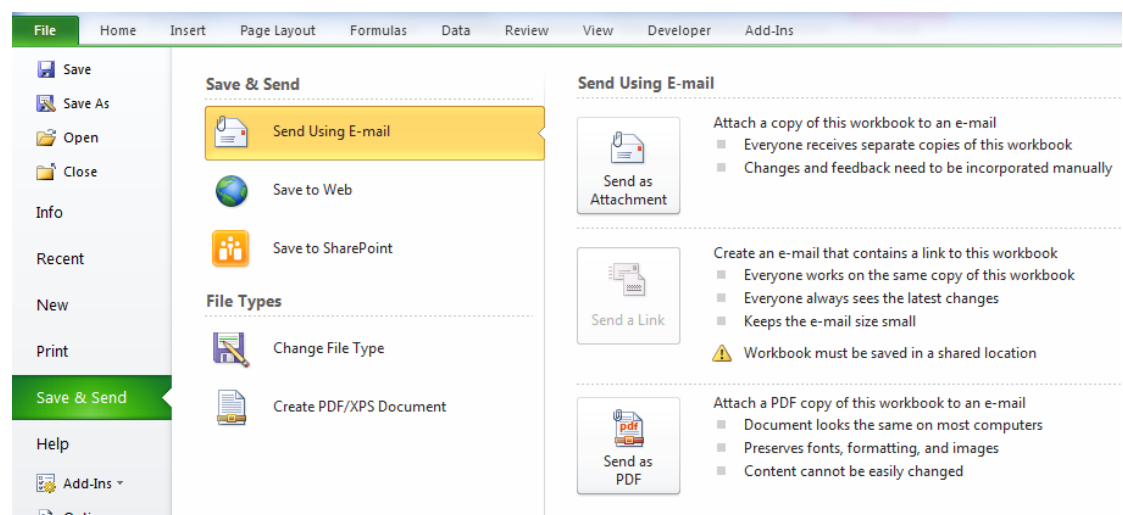 File Home Insert Page Layout Formulas Data Review View Developer Add-Ins
Save
Save As
Open
Close
Info
Recent
New
Print
Save & Send
Help
Add-Ins
Save & Send
Send Using E-mail
Save to Web
Save to SharePoint
File Types
Change File Type
Create PDF/XPS Document
Send Using E-mail
Send as
Attachment
Attach a copy of this workbook to an e-mail
Everyone receives separate copies of this workbook
Changes and feedback need to be incorporated manually
Send a Link
Create an e-mail that contains a link to this workbook
Everyone works on the same copy of this workbook
Everyone always sees the latest changes
Keeps the e-mail size small
Workbook must be saved in a shared location
pdf
Send as
PDF
Attach a PDF copy of this workbook to an e-mail
Document looks the same on most computers
Preserves fonts, formatting, and images
Content cannot be easily changed